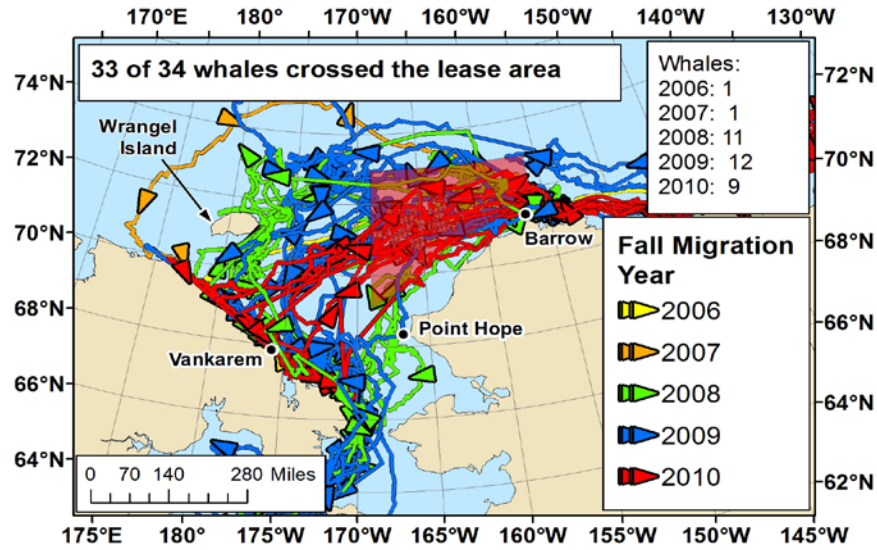 170°E 180° 170°W 160°W 150°W 140°W 130°W
33 of 34 whales crossed the lease area
Whales:
2006: 1
2007: 1
2008: 11
2009: 12
2010: 9
74°N
72°N
70°N
68°N
66°N
64°N
72°N
70°N
68°N
66°N
64°N
62°N
Wrangel
Island
Barrow
Point Hope
Vankarem
Fall Migration
Year
2006
2007
2008
2009
2010
0 70 140 280 Miles
175°E 180° 175°W 170°W 165°W 160°W 155°W 150°W 145°W